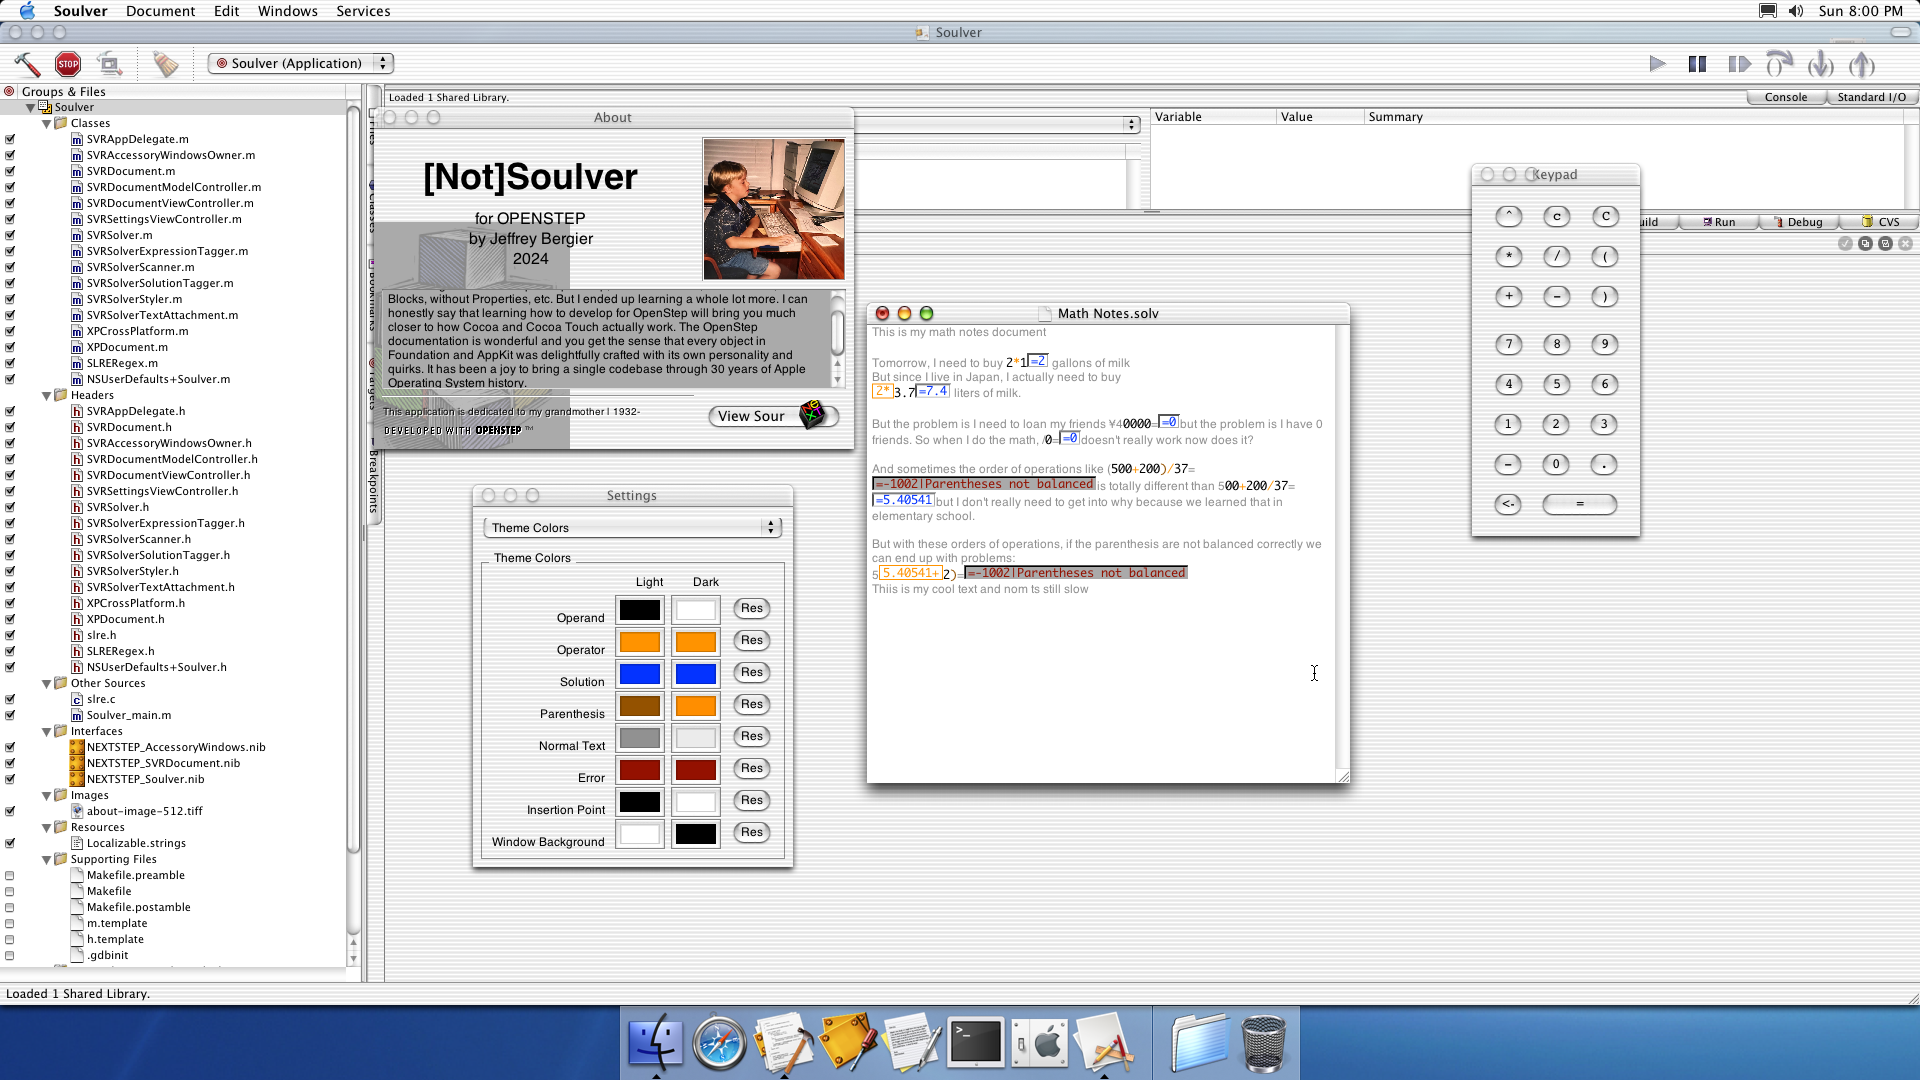 Soulver Document Edit Windows Services
Sun 8:00 PM
Soulver
STOP
Soulver (Application)
Groups & Files
Soulver
Classes
SVRAppDelegate.m
SVRAccessoryWindowsOwner.m
SVRDocument.m
SVRDocumentModelController.m
SVRDocumentViewController.m
SVRSettingsViewController.m
SVRSolver.m
SVRSolverExpressionTagger.m
SVRSolverScanner.m
SVRSolverSolutionTagger.m
SVRSolverStyler.m
SVRSolverTextAttachment.m
XPCrossPlatform.m
XPDocument.m
SLRERegex.m
NSUserDefaults+Soulver.m
Headers
SVRAppDelegate.h
SVRDocument.h
SVRAccessoryWindowsOwner.h
SVRDocumentModelController.h
SVRDocumentViewController.h
SVRSettingsViewController.h
SVRSolver.h
SVRSolverExpressionTagger.h
SVRSolverScanner.h
SVRSolverSolutionTagger.h
SVRSolverStyler.h
SVRSolverTextAttachment.h
XPCrossPlatform.h
XPDocument.h
slre.h
SLRERegex.h
NSUserDefaults+Soulver.h
Other Sources
slre.c
Soulver_main.m
Interfaces
NEXTSTEP_AccessoryWindows.nib
NEXTSTEP_SVRDocument.nib
NEXTSTEP_Soulver.nib
Images
about-image-512.tiff
Resources
Localizable.strings
Supporting Files
Makefile.preamble
Makefile
Makefile.postamble
m.template
h.template
.gdbinit
Loaded 1 Shared Library.
Loaded 1 Shared Library.
Console
Standard I/O
Variable Value Summary
uild
Run
Debug
CVS
Breakpoints
About
[Not]Soulver
for OPENSTEP
by Jeffrey Bergier
2024
Blocks, without Properties, etc. But I ended up learning a whole lot more. I can
honestly say that learning how to develop for OpenStep will bring you much
closer to how Cocoa and Cocoa Touch actually work. The OpenStep
documentation is wonderful and you get the sense that every object in
Foundation and AppKit was delightfully crafted with its own personality and
quirks. It has been a joy to bring a single codebase through 30 years of Apple
Operating System history.
This application is dedicated to my grandmother | 1932-
DEVELOPED WITH OPENSTEP ™
View Sour
Settings
Theme Colors
Theme Colors
Light Dark
Operand Res
Operator Res
Solution Res
Parenthesis Res
Normal Text Res
Error Res
Insertion Point Res
Window Background Res
Math Notes.solv
This is my math notes document
Tomorrow, I need to buy 2*1=2 gallons of milk
But since I live in Japan, I actually need to buy
2*3.7=7.4 liters of milk.
But the problem is I need to loan my friends ¥40000= =0 but the problem is I have 0
friends. So when I do the math, /0= =0 doesn't really work now does it?
And sometimes the order of operations like (500+200)/37=
=-1002|Parentheses not balanced is totally different than 500+200/37=
=5.40541 but I don't really need to get into why because we learned that in
elementary school.
But with these orders of operations, if the parenthesis are not balanced correctly we
can end up with problems:
5 5.40541+ 2)= =-1002|Parentheses not balanced
Thiis is my cool text and nom ts still slow
Keypad
^ c C
* / (
+ − )
7 8 9
4 5 6
1 2 3
− 0 .
<- =